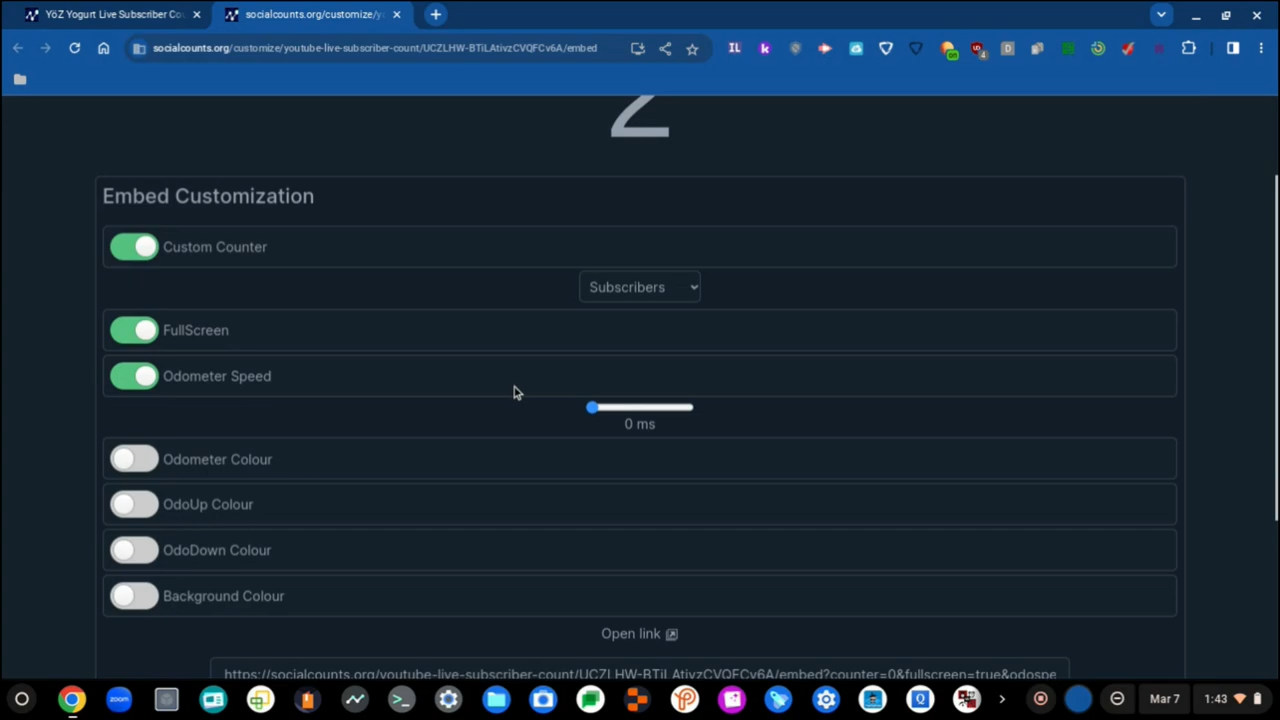 YöZ Yogurt Live Subscriber Co
socialcounts.org/customize/y
socialcounts.org/customize/youtube-live-subscriber-count/UCZLHW-BTiLAtivzCVQFCv6A/embed
2
Embed Customization
Custom Counter
Subscribers
FullScreen
Odometer Speed
0 ms
Odometer Colour
OdoUp Colour
OdoDown Colour
Background Colour
Open link
https://socialcounts.org/youtube-live-subscriber-count/UCZLHW-BTiLAtivzCVQFCv6A/embed?counter=0&fullscreen=true&odospe
zoom
Mar 7
1:43